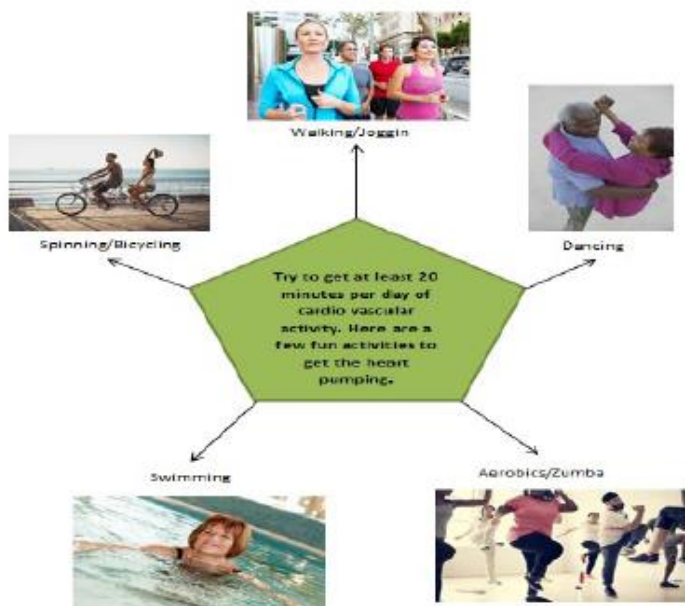 Walking/Joggin
Spinning/Bicycling
Dancing
Try to get at least 20
minutes per day of
cardio vascular
activity. Here are a
few fun activities to
get the heart
pumping.
Swimming
Aerobics/Zumba